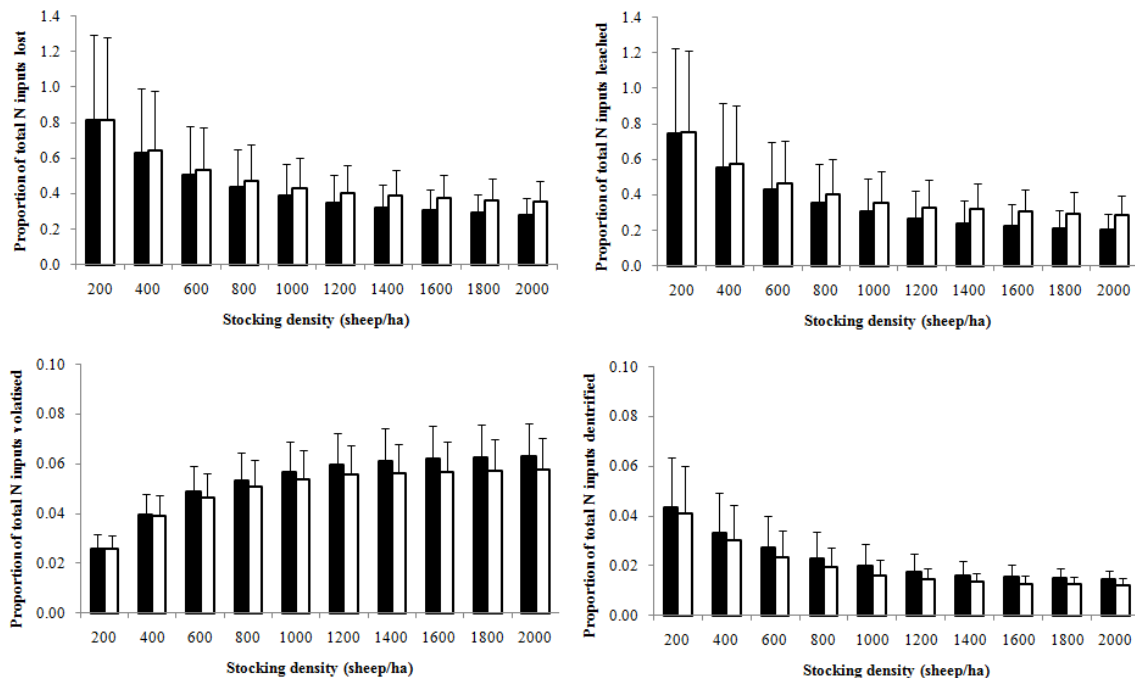 Proportion of total N inputs lost
1.4
1.2
1.0
0.8
0.6
0.4
0.2
0.0
200 400 600 800 1000 1200 1400 1600 1800 2000
Stocking density (sheep/ha)
Proportion of total N inputs leached
1.4
1.2
1.0
0.8
0.6
0.4
0.2
0.0
200 400 600 800 1000 1200 1400 1600 1800 2000
Stocking density (sheep/ha)
Proportion of total N inputs volatised
0.10
0.08
0.06
0.04
0.02
0.00
200 400 600 800 1000 1200 1400 1600 1800 2000
Stocking density (sheep/ha)
Proportion of total N inputs dentrified
0.10
0.08
0.06
0.04
0.02
0.00
200 400 600 800 1000 1200 1400 1600 1800 2000
Stocking density (sheep/ha)